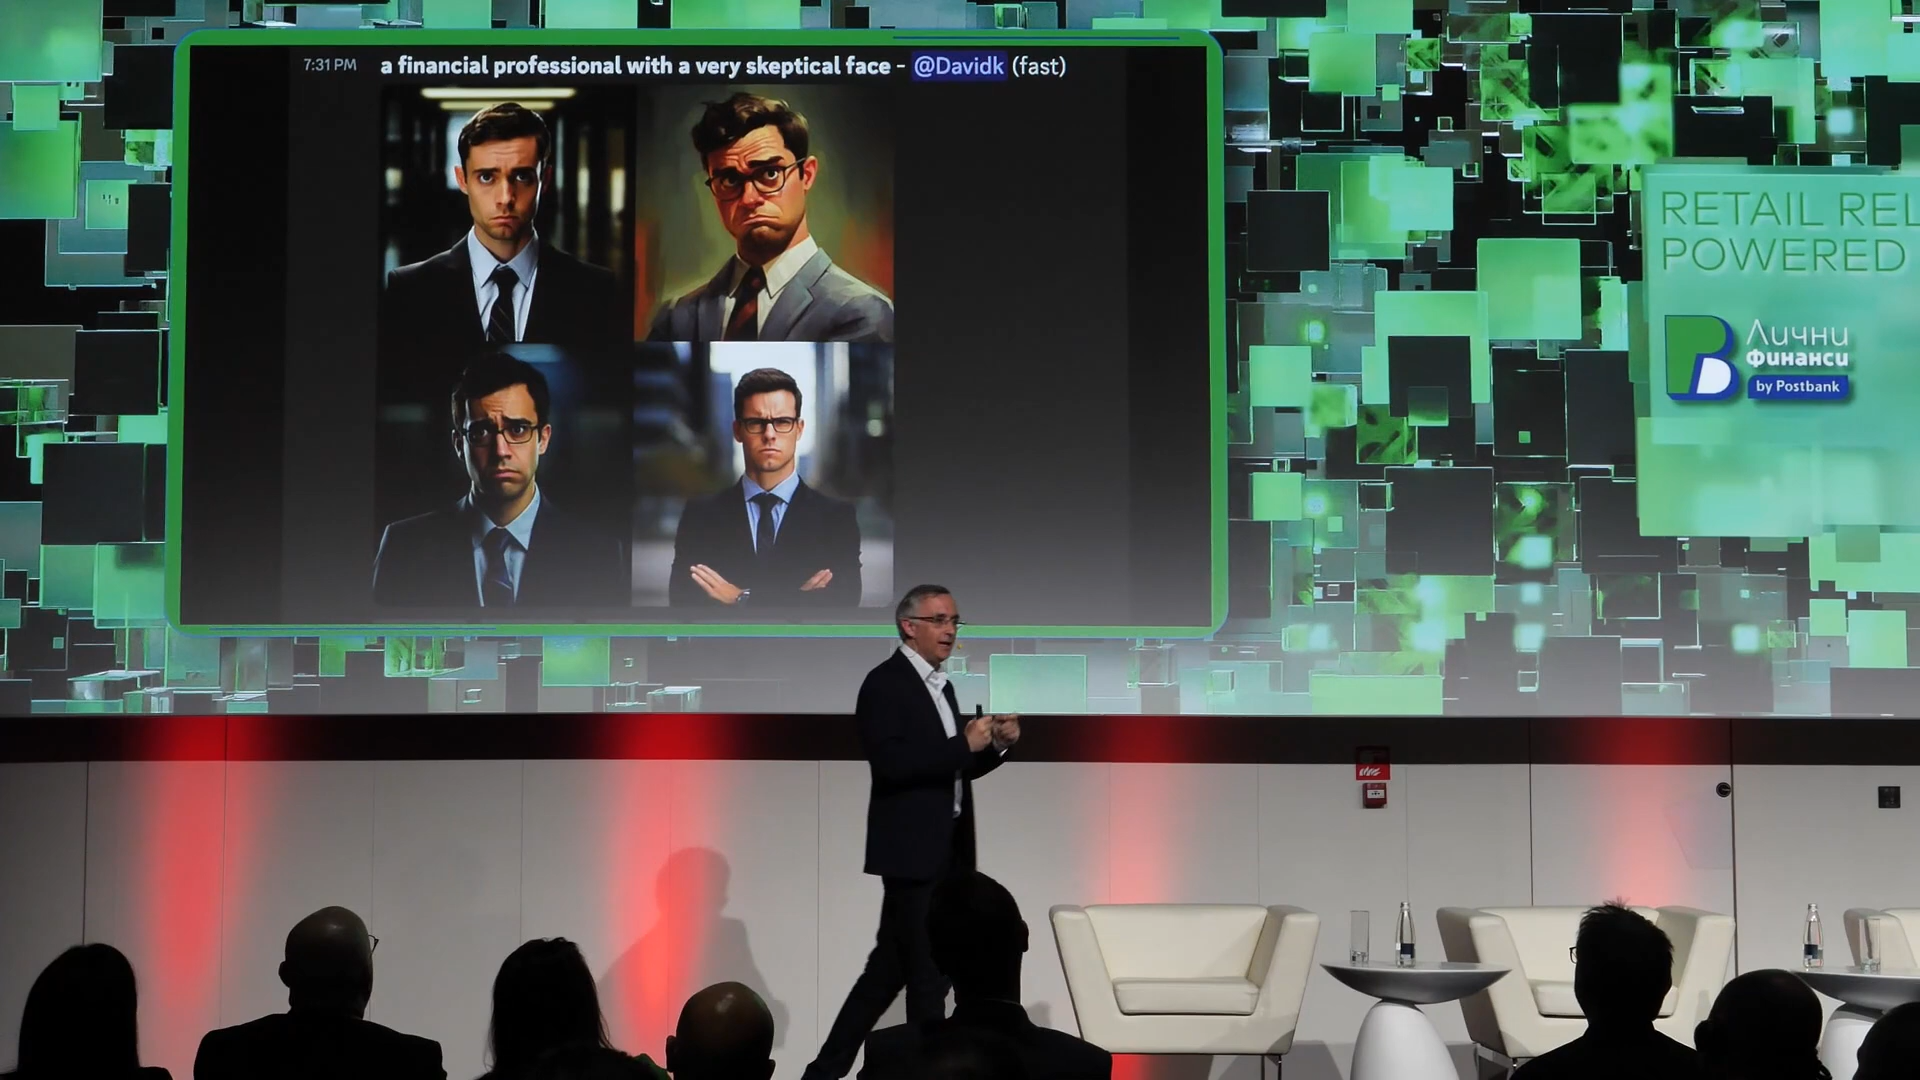 7:31 PM a financial professional with a very skeptical face - @Davidk (fast)
RETAIL REL
POWERED
Лични
финанси
by Postbank